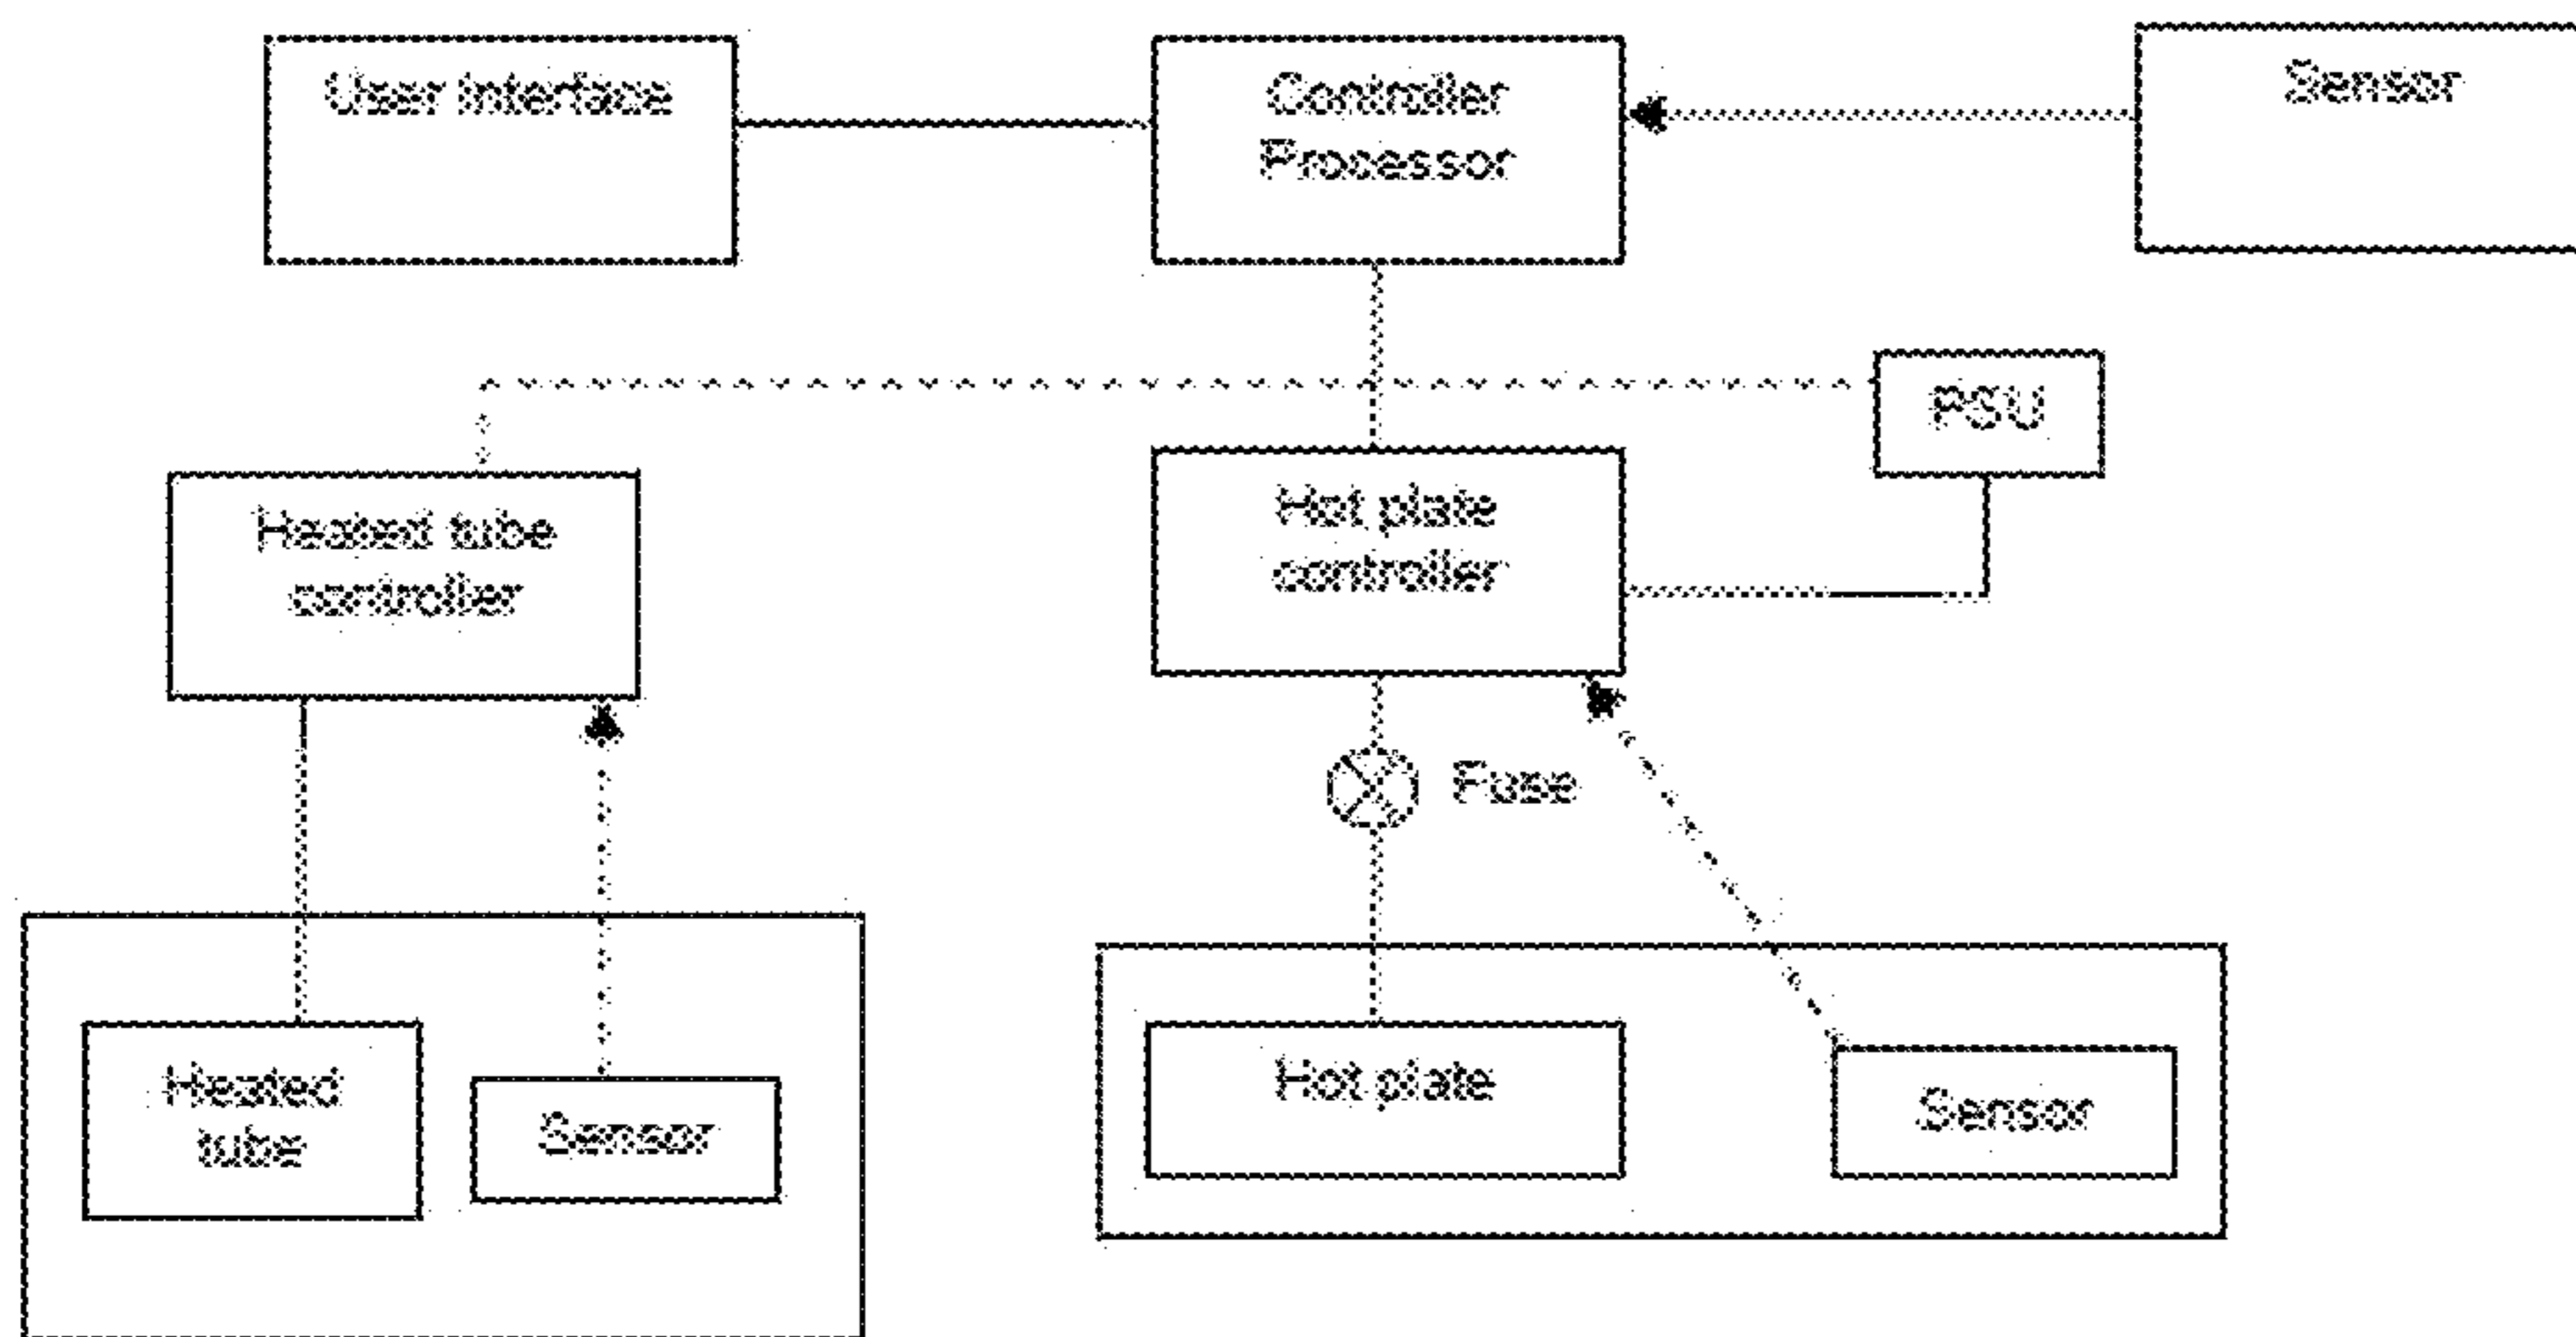 User Interface
Controller
Processor
Sensor
PSU
Heated tube
controller
Hot plate
controller
Fuse
Heated
tube
Sensor
Hot plate
Sensor